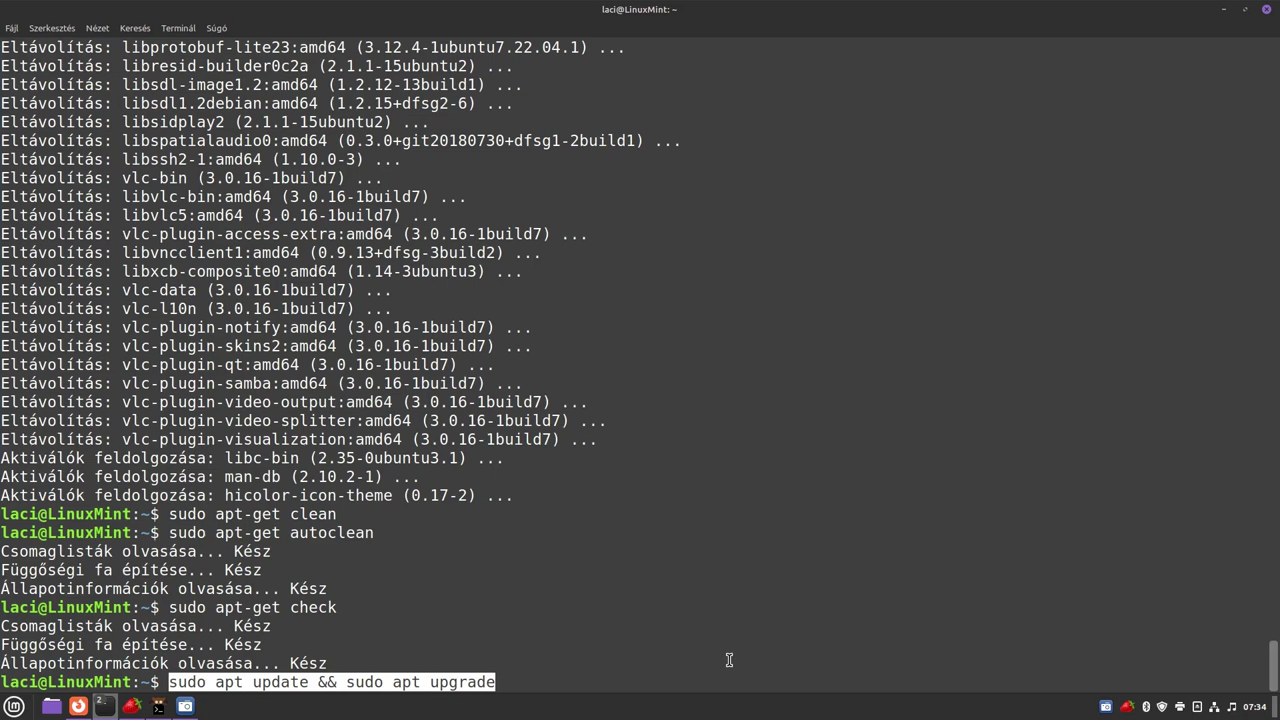 laci@LinuxMint: ~
Fájl Szerkesztés Nézet Keresés Terminál Súgó
Eltávolítás: libprotobuf-lite23:amd64 (3.12.4-1ubuntu7.22.04.1) ...
Eltávolítás: libresid-builder0c2a (2.1.1-15ubuntu2) ...
Eltávolítás: libsdl-image1.2:amd64 (1.2.12-13build1) ...
Eltávolítás: libsdl1.2debian:amd64 (1.2.15+dfsg2-6) ...
Eltávolítás: libsidplay2 (2.1.1-15ubuntu2) ...
Eltávolítás: libspatialaudio0:amd64 (0.3.0+git20180730+dfsg1-2build1) ...
Eltávolítás: libssh2-1:amd64 (1.10.0-3) ...
Eltávolítás: vlc-bin (3.0.16-1build7) ...
Eltávolítás: libvlc-bin:amd64 (3.0.16-1build7) ...
Eltávolítás: libvlc5:amd64 (3.0.16-1build7) ...
Eltávolítás: vlc-plugin-access-extra:amd64 (3.0.16-1build7) ...
Eltávolítás: libvncclient1:amd64 (0.9.13+dfsg-3build2) ...
Eltávolítás: libxcb-composite0:amd64 (1.14-3ubuntu3) ...
Eltávolítás: vlc-data (3.0.16-1build7) ...
Eltávolítás: vlc-l10n (3.0.16-1build7) ...
Eltávolítás: vlc-plugin-notify:amd64 (3.0.16-1build7) ...
Eltávolítás: vlc-plugin-skins2:amd64 (3.0.16-1build7) ...
Eltávolítás: vlc-plugin-qt:amd64 (3.0.16-1build7) ...
Eltávolítás: vlc-plugin-samba:amd64 (3.0.16-1build7) ...
Eltávolítás: vlc-plugin-video-output:amd64 (3.0.16-1build7) ...
Eltávolítás: vlc-plugin-video-splitter:amd64 (3.0.16-1build7) ...
Eltávolítás: vlc-plugin-visualization:amd64 (3.0.16-1build7) ...
Aktiválók feldolgozása: libc-bin (2.35-0ubuntu3.1) ...
Aktiválók feldolgozása: man-db (2.10.2-1) ...
Aktiválók feldolgozása: hicolor-icon-theme (0.17-2) ...
laci@LinuxMint:~$ sudo apt-get clean
laci@LinuxMint:~$ sudo apt-get autoclean
Csomaglisták olvasása... Kész
Függőségi fa építése... Kész
Állapotinformációk olvasása... Kész
laci@LinuxMint:~$ sudo apt-get check
Csomaglisták olvasása... Kész
Függőségi fa építése... Kész
Állapotinformációk olvasása... Kész
laci@LinuxMint:~$ sudo apt update && sudo apt upgrade
07:34